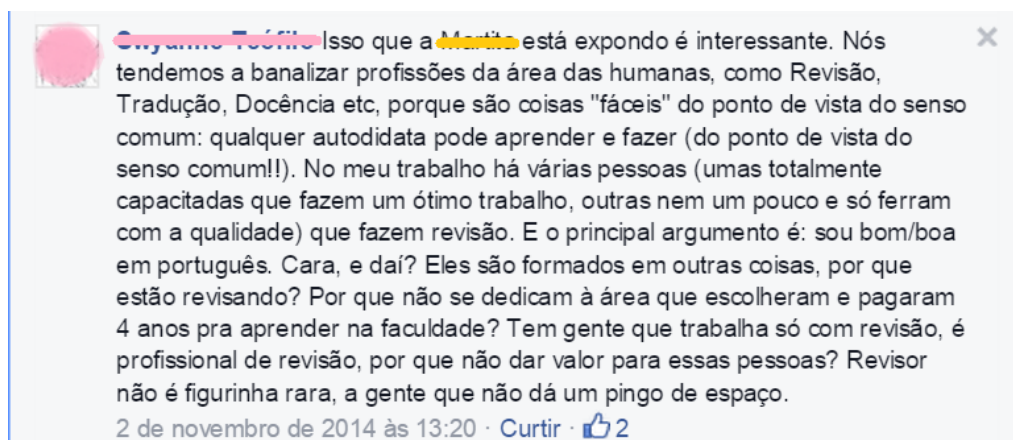 Isso que a está expondo é interessante. Nós
tendemos a banalizar profissões da área das humanas, como Revisão,
Tradução, Docência etc, porque são coisas "fáceis" do ponto de vista do senso
comum: qualquer autodidata pode aprender e fazer (do ponto de vista do
senso comum!!). No meu trabalho há várias pessoas (umas totalmente
capacitadas que fazem um ótimo trabalho, outras nem um pouco e só ferram
com a qualidade) que fazem revisão. E o principal argumento é: sou bom/boa
em português. Cara, e daí? Eles são formados em outras coisas, por que
estão revisando? Por que não se dedicam à área que escolheram e pagaram
4 anos pra aprender na faculdade? Tem gente que trabalha só com revisão, é
profissional de revisão, por que não dar valor para essas pessoas? Revisor
não é figurinha rara, a gente que não dá um pingo de espaço.
2 de novembro de 2014 às 13:20 · Curtir · 2